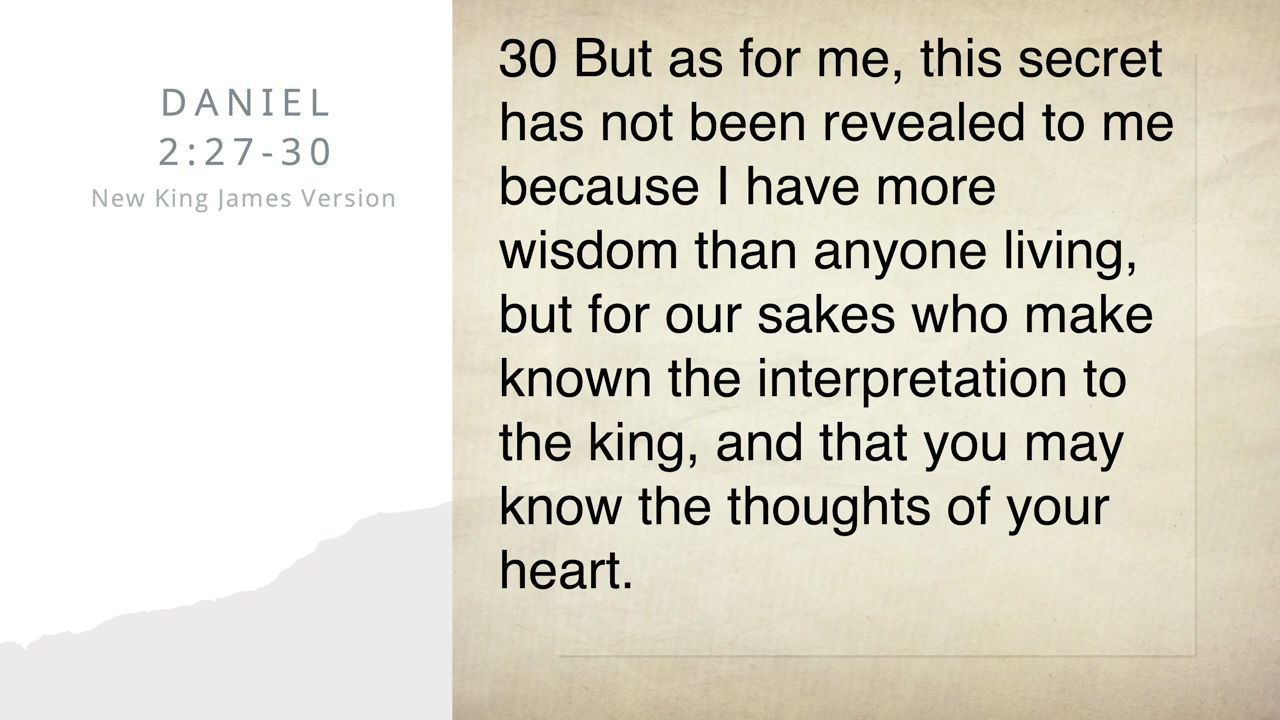 DANIEL
2:27-30
New King James Version
30 But as for me, this secret
has not been revealed to me
because I have more
wisdom than anyone living,
but for our sakes who make
known the interpretation to
the king, and that you may
know the thoughts of your
heart.